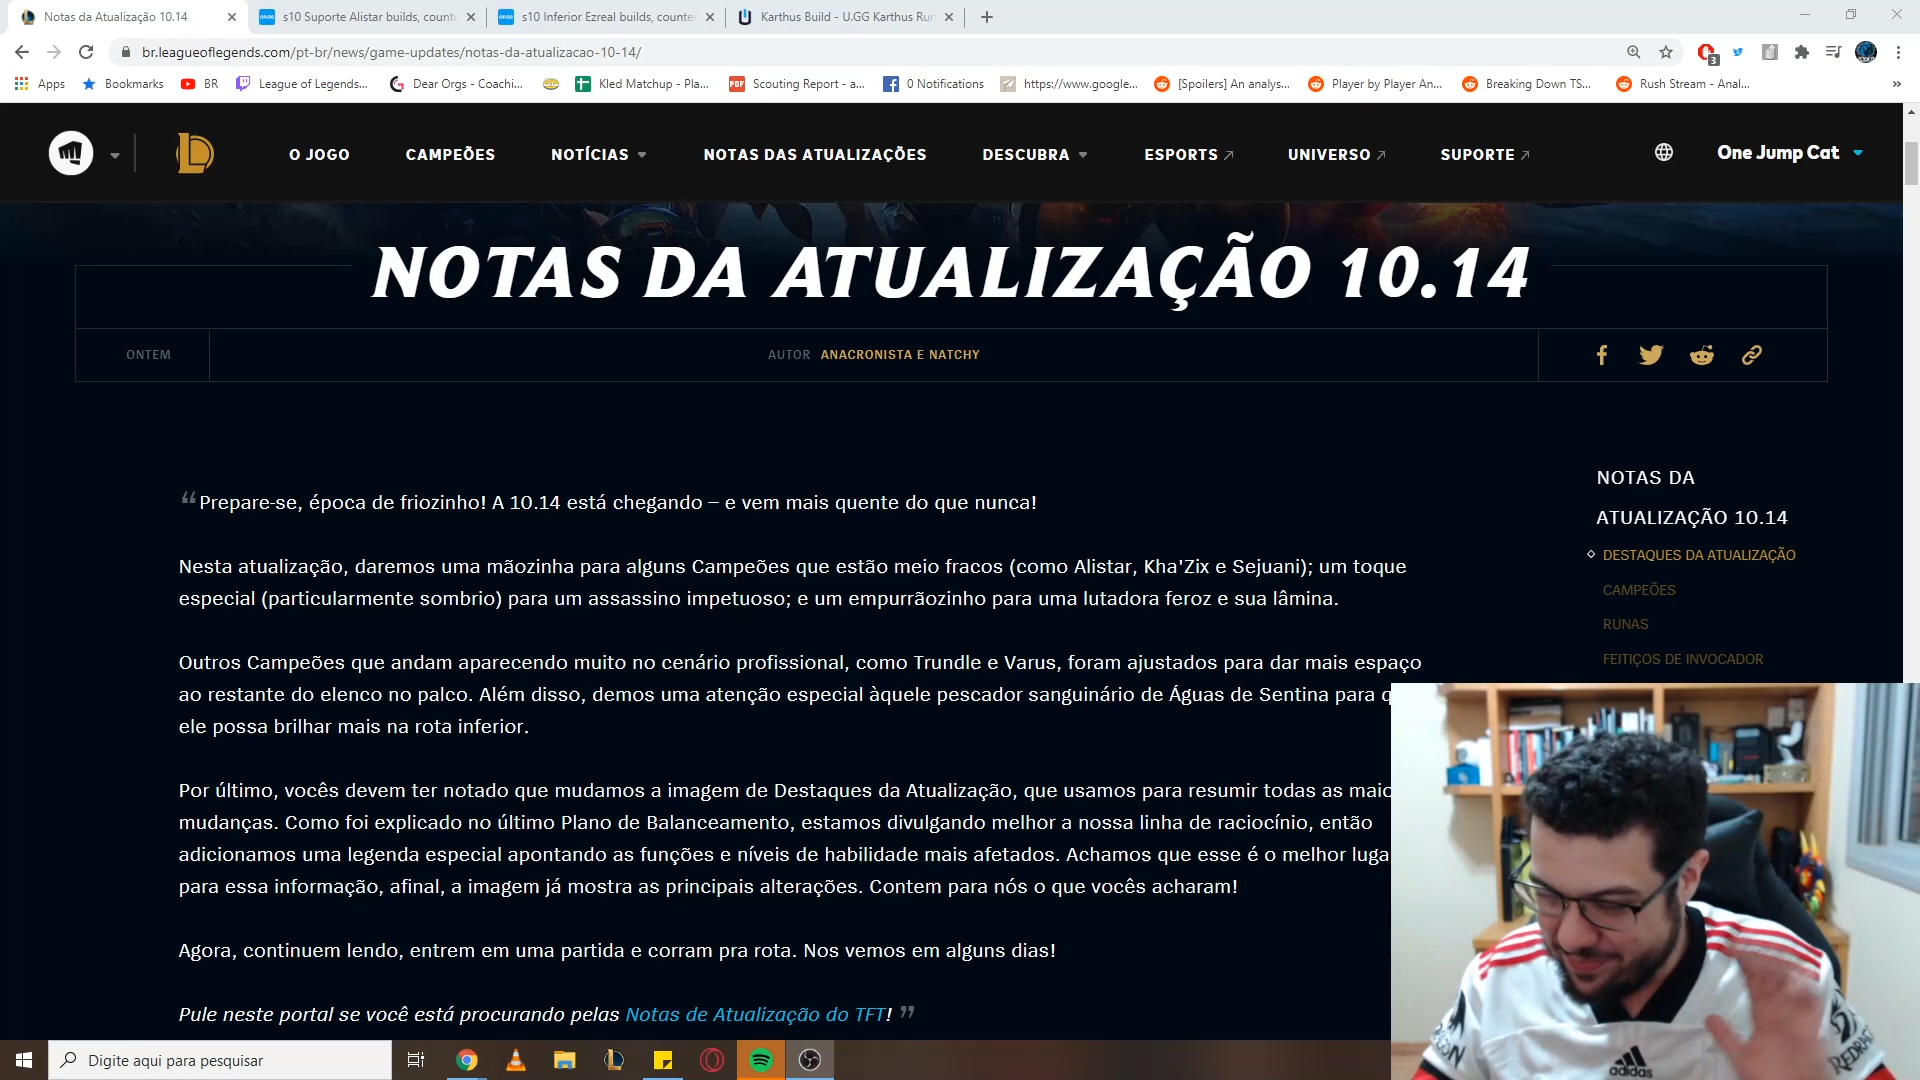 Notas da Atualização 10.14
s10 Suporte Alistar builds, counte
s10 Inferior Ezreal builds, counte
Karthus Build - U.GG Karthus Run
br.leagueoflegends.com/pt-br/news/game-updates/notas-da-atualizacao-10-14/
3
Apps
Bookmarks
BR
League of Legends...
Dear Orgs - Coachi...
Kled Matchup - Pla...
Scouting Report - a...
0 Notifications
https://www.google...
[Spoilers] An analys...
Player by Player An...
Breaking Down TS...
Rush Stream - Anal...
O JOGO
CAMPEÕES
NOTÍCIAS
NOTAS DAS ATUALIZAÇÕES
DESCUBRA
ESPORTS
UNIVERSO
SUPORTE
One Jump Cat
NOTAS DA ATUALIZAÇÃO 10.14
ONTEM
AUTOR ANACRONISTA E NATCHY
“Prepare-se, época de friozinho! A 10.14 está chegando – e vem mais quente do que nunca!
Nesta atualização, daremos uma mãozinha para alguns Campeões que estão meio fracos (como Alistar, Kha'Zix e Sejuani); um toque
especial (particularmente sombrio) para um assassino impetuoso; e um empurrãozinho para uma lutadora feroz e sua lâmina.
Outros Campeões que andam aparecendo muito no cenário profissional, como Trundle e Varus, foram ajustados para dar mais espaço
ao restante do elenco no palco. Além disso, demos uma atenção especial àquele pescador sanguinário de Águas de Sentina para q
ele possa brilhar mais na rota inferior.
Por último, vocês devem ter notado que mudamos a imagem de Destaques da Atualização, que usamos para resumir todas as maio
mudanças. Como foi explicado no último Plano de Balanceamento, estamos divulgando melhor a nossa linha de raciocínio, então
adicionamos uma legenda especial apontando as funções e níveis de habilidade mais afetados. Achamos que esse é o melhor luga
para essa informação, afinal, a imagem já mostra as principais alterações. Contem para nós o que vocês acharam!
Agora, continuem lendo, entrem em uma partida e corram pra rota. Nos vemos em alguns dias!
Pule neste portal se você está procurando pelas Notas de Atualização do TFT! ”
NOTAS DA
ATUALIZAÇÃO 10.14
DESTAQUES DA ATUALIZAÇÃO
CAMPEÕES
RUNAS
FEITIÇOS DE INVOCADOR
adidas
Digite aqui para pesquisar